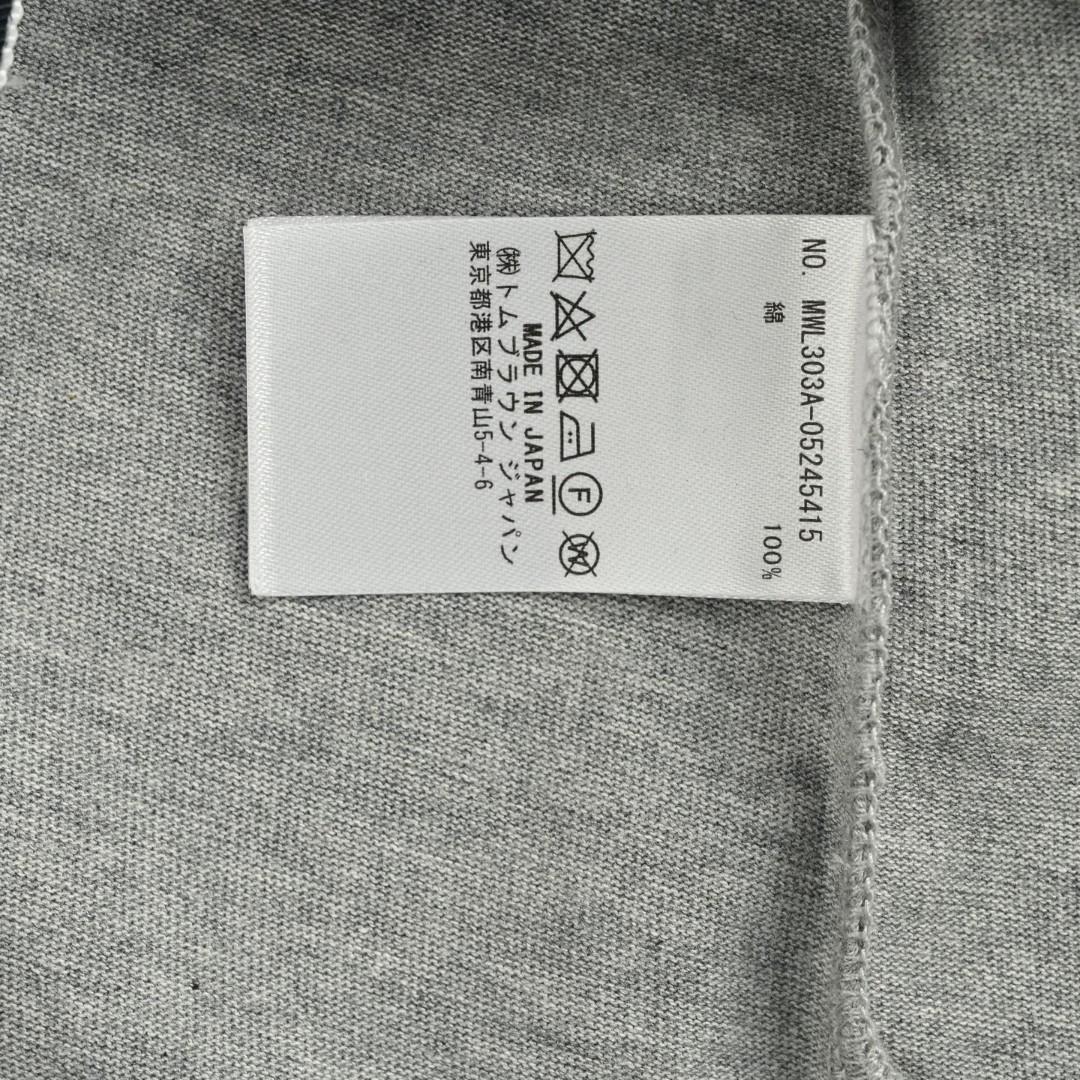 NO. MWL303A-05245415
綿 100%
MADE IN JAPAN
㈱トムブラウン ジャパン
東京都港区南青山5-4-6